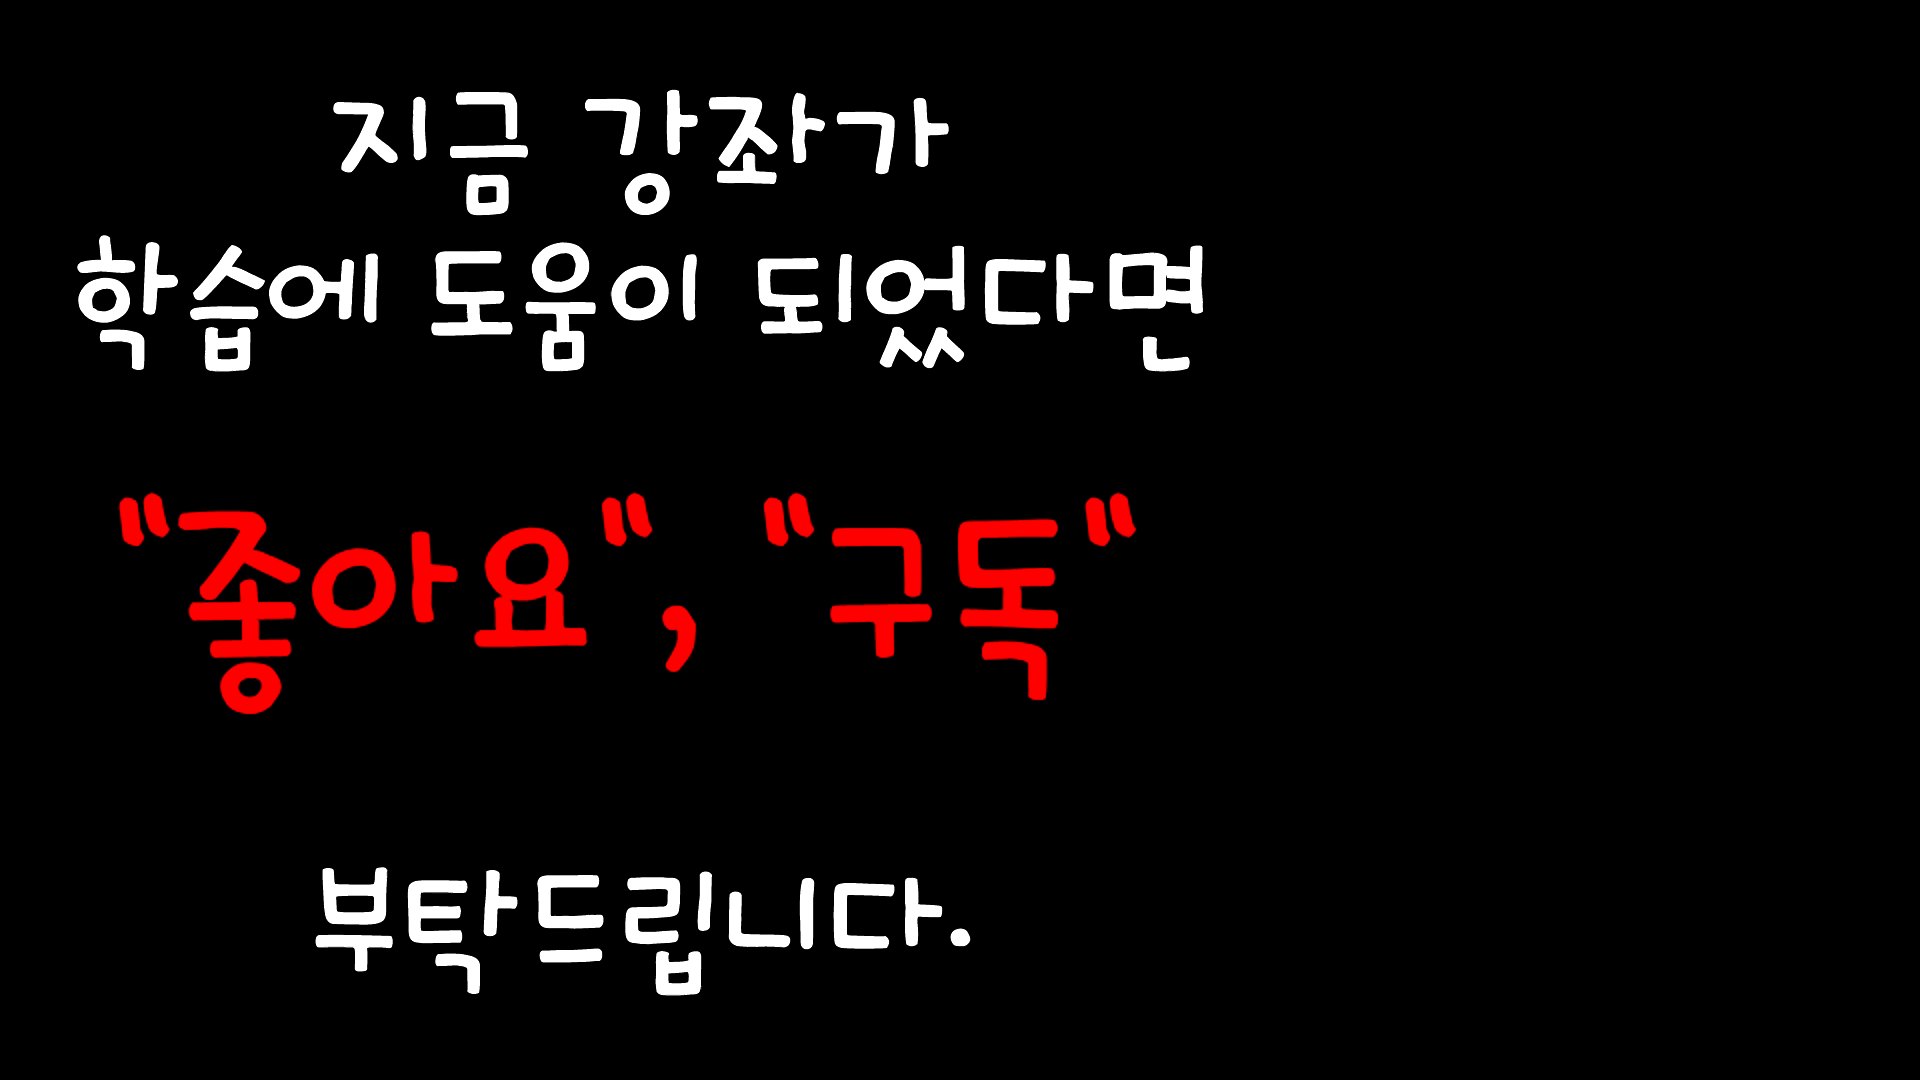 지금 강좌가
학습에 도움이 되었다면
"좋아요", "구독"
부탁드립니다.